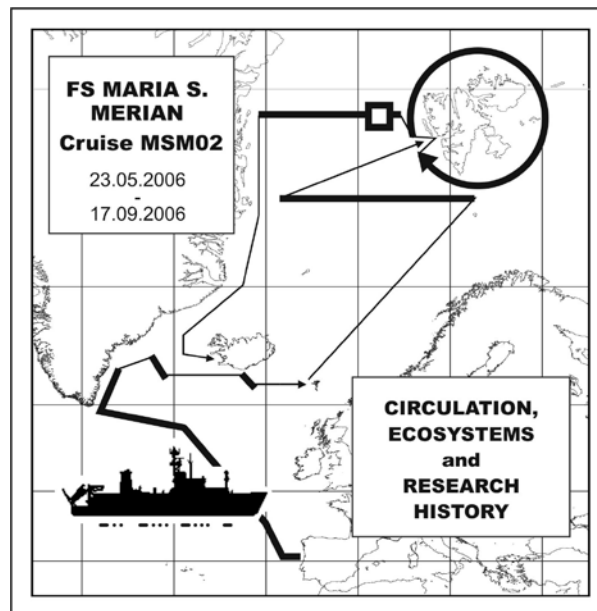 FS MARIA S.
MERIAN
Cruise MSM02
23.05.2006
-
17.09.2006
CIRCULATION,
ECOSYSTEMS
and
RESEARCH
HISTORY